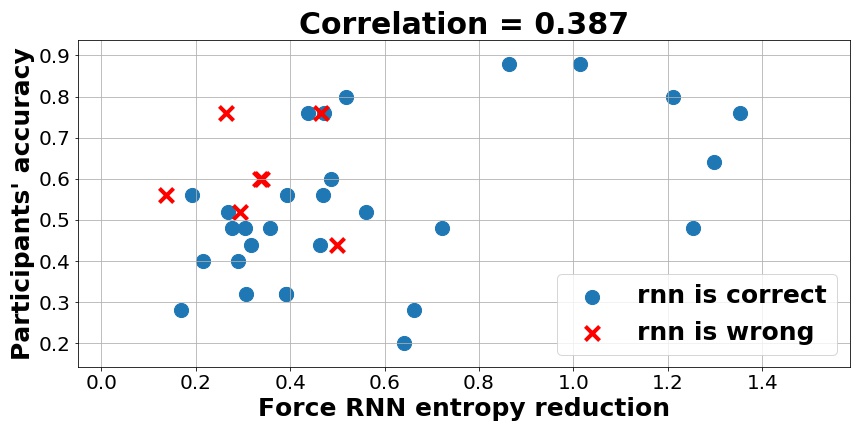 Correlation = 0.387
Participants' accuracy
0.9
0.8
0.7
0.6
0.5
0.4
0.3
0.2
rnn is correct
rnn is wrong
0.0 0.2 0.4 0.6 0.8 1.0 1.2 1.4
Force RNN entropy reduction